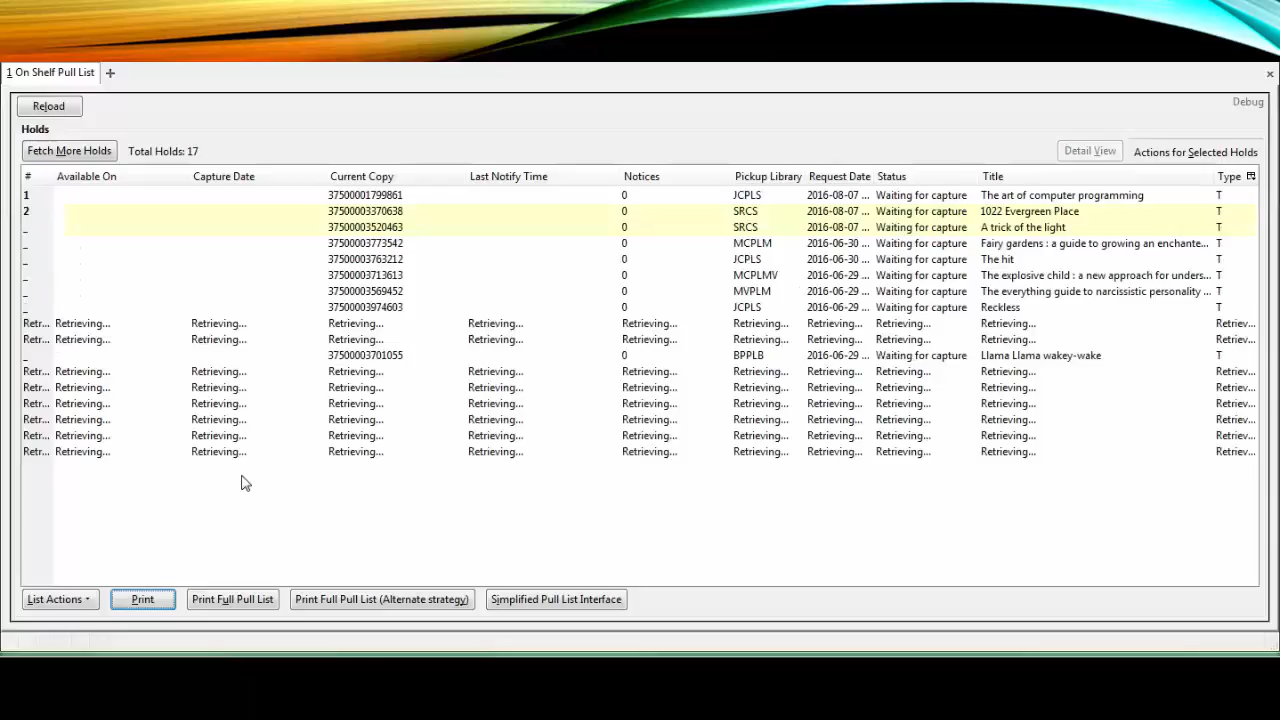 1 On Shelf Pull List +
Reload Debug
Holds
Fetch More Holds Total Holds: 17 Detail View Actions for Selected Holds
# Available On Capture Date Current Copy Last Notify Time Notices Pickup Library Request Date Status Title Type
1 37500001799861 0 JCPLS 2016-08-07 ... Waiting for capture The art of computer programming T
2 37500003370638 0 SRCS 2016-08-07 ... Waiting for capture 1022 Evergreen Place T
_ 37500003520463 0 SRCS 2016-08-07 ... Waiting for capture A trick of the light T
_ 37500003773542 0 MCPLM 2016-06-30 ... Waiting for capture Fairy gardens : a guide to growing an enchante... T
_ 37500003763212 0 JCPLS 2016-06-30 ... Waiting for capture The hit T
_ 37500003713613 0 MCPLMV 2016-06-29 ... Waiting for capture The explosive child : a new approach for unders... T
_ 37500003569452 0 MVPLM 2016-06-29 ... Waiting for capture The everything guide to narcissistic personality ... T
_ 37500003974603 0 JCPLS 2016-06-29 ... Waiting for capture Reckless T
Retr... Retrieving... Retrieving... Retrieving... Retrieving... Retrieving... Retrieving... Retrieving... Retrieving... Retrieving... Retriev...
Retr... Retrieving... Retrieving... Retrieving... Retrieving... Retrieving... Retrieving... Retrieving... Retrieving... Retrieving... Retriev...
_ 37500003701055 0 BPPLB 2016-06-29 ... Waiting for capture Llama Llama wakey-wake T
Retr... Retrieving... Retrieving... Retrieving... Retrieving... Retrieving... Retrieving... Retrieving... Retrieving... Retrieving... Retriev...
Retr... Retrieving... Retrieving... Retrieving... Retrieving... Retrieving... Retrieving... Retrieving... Retrieving... Retrieving... Retriev...
Retr... Retrieving... Retrieving... Retrieving... Retrieving... Retrieving... Retrieving... Retrieving... Retrieving... Retrieving... Retriev...
Retr... Retrieving... Retrieving... Retrieving... Retrieving... Retrieving... Retrieving... Retrieving... Retrieving... Retrieving... Retriev...
Retr... Retrieving... Retrieving... Retrieving... Retrieving... Retrieving... Retrieving... Retrieving... Retrieving... Retrieving... Retriev...
Retr... Retrieving... Retrieving... Retrieving... Retrieving... Retrieving... Retrieving... Retrieving... Retrieving... Retrieving... Retriev...
List Actions Print Print Full Pull List Print Full Pull List (Alternate strategy) Simplified Pull List Interface